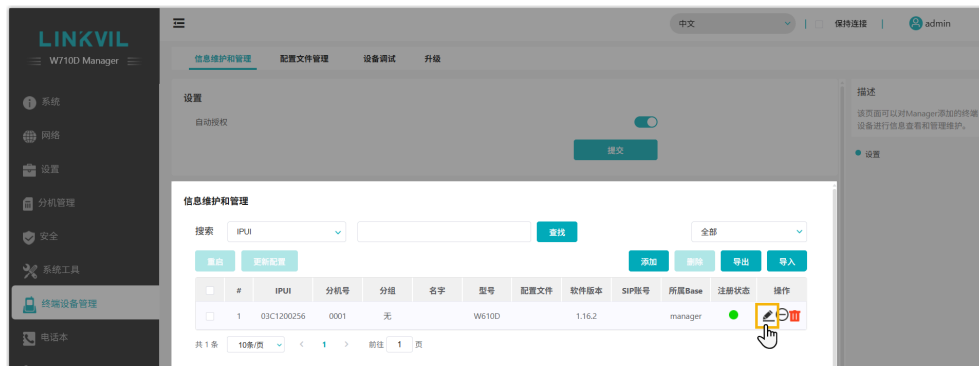 LINKVIL
W710D Manager
系统
网络
设置
分机管理
安全
系统工具
终端设备管理
电话本
中文
保持连接
admin
信息维护和管理 配置文件管理 设备调试 升级
设置
自动授权
提交
描述
该页面可以对Manager添加的终端
设备进行信息查看和管理维护。
设置
信息维护和管理
搜索 IPUI 查找 全部
重启 更新配置 添加 删除 导出 导入
# IPUI 分机号 分组 名字 型号 配置文件 软件版本 SIP账号 所属Base 注册状态 操作
1 03C1200256 0001 无 W610D 1.16.2 manager
共 1 条 10条/页 < 1 > 前往 1 页